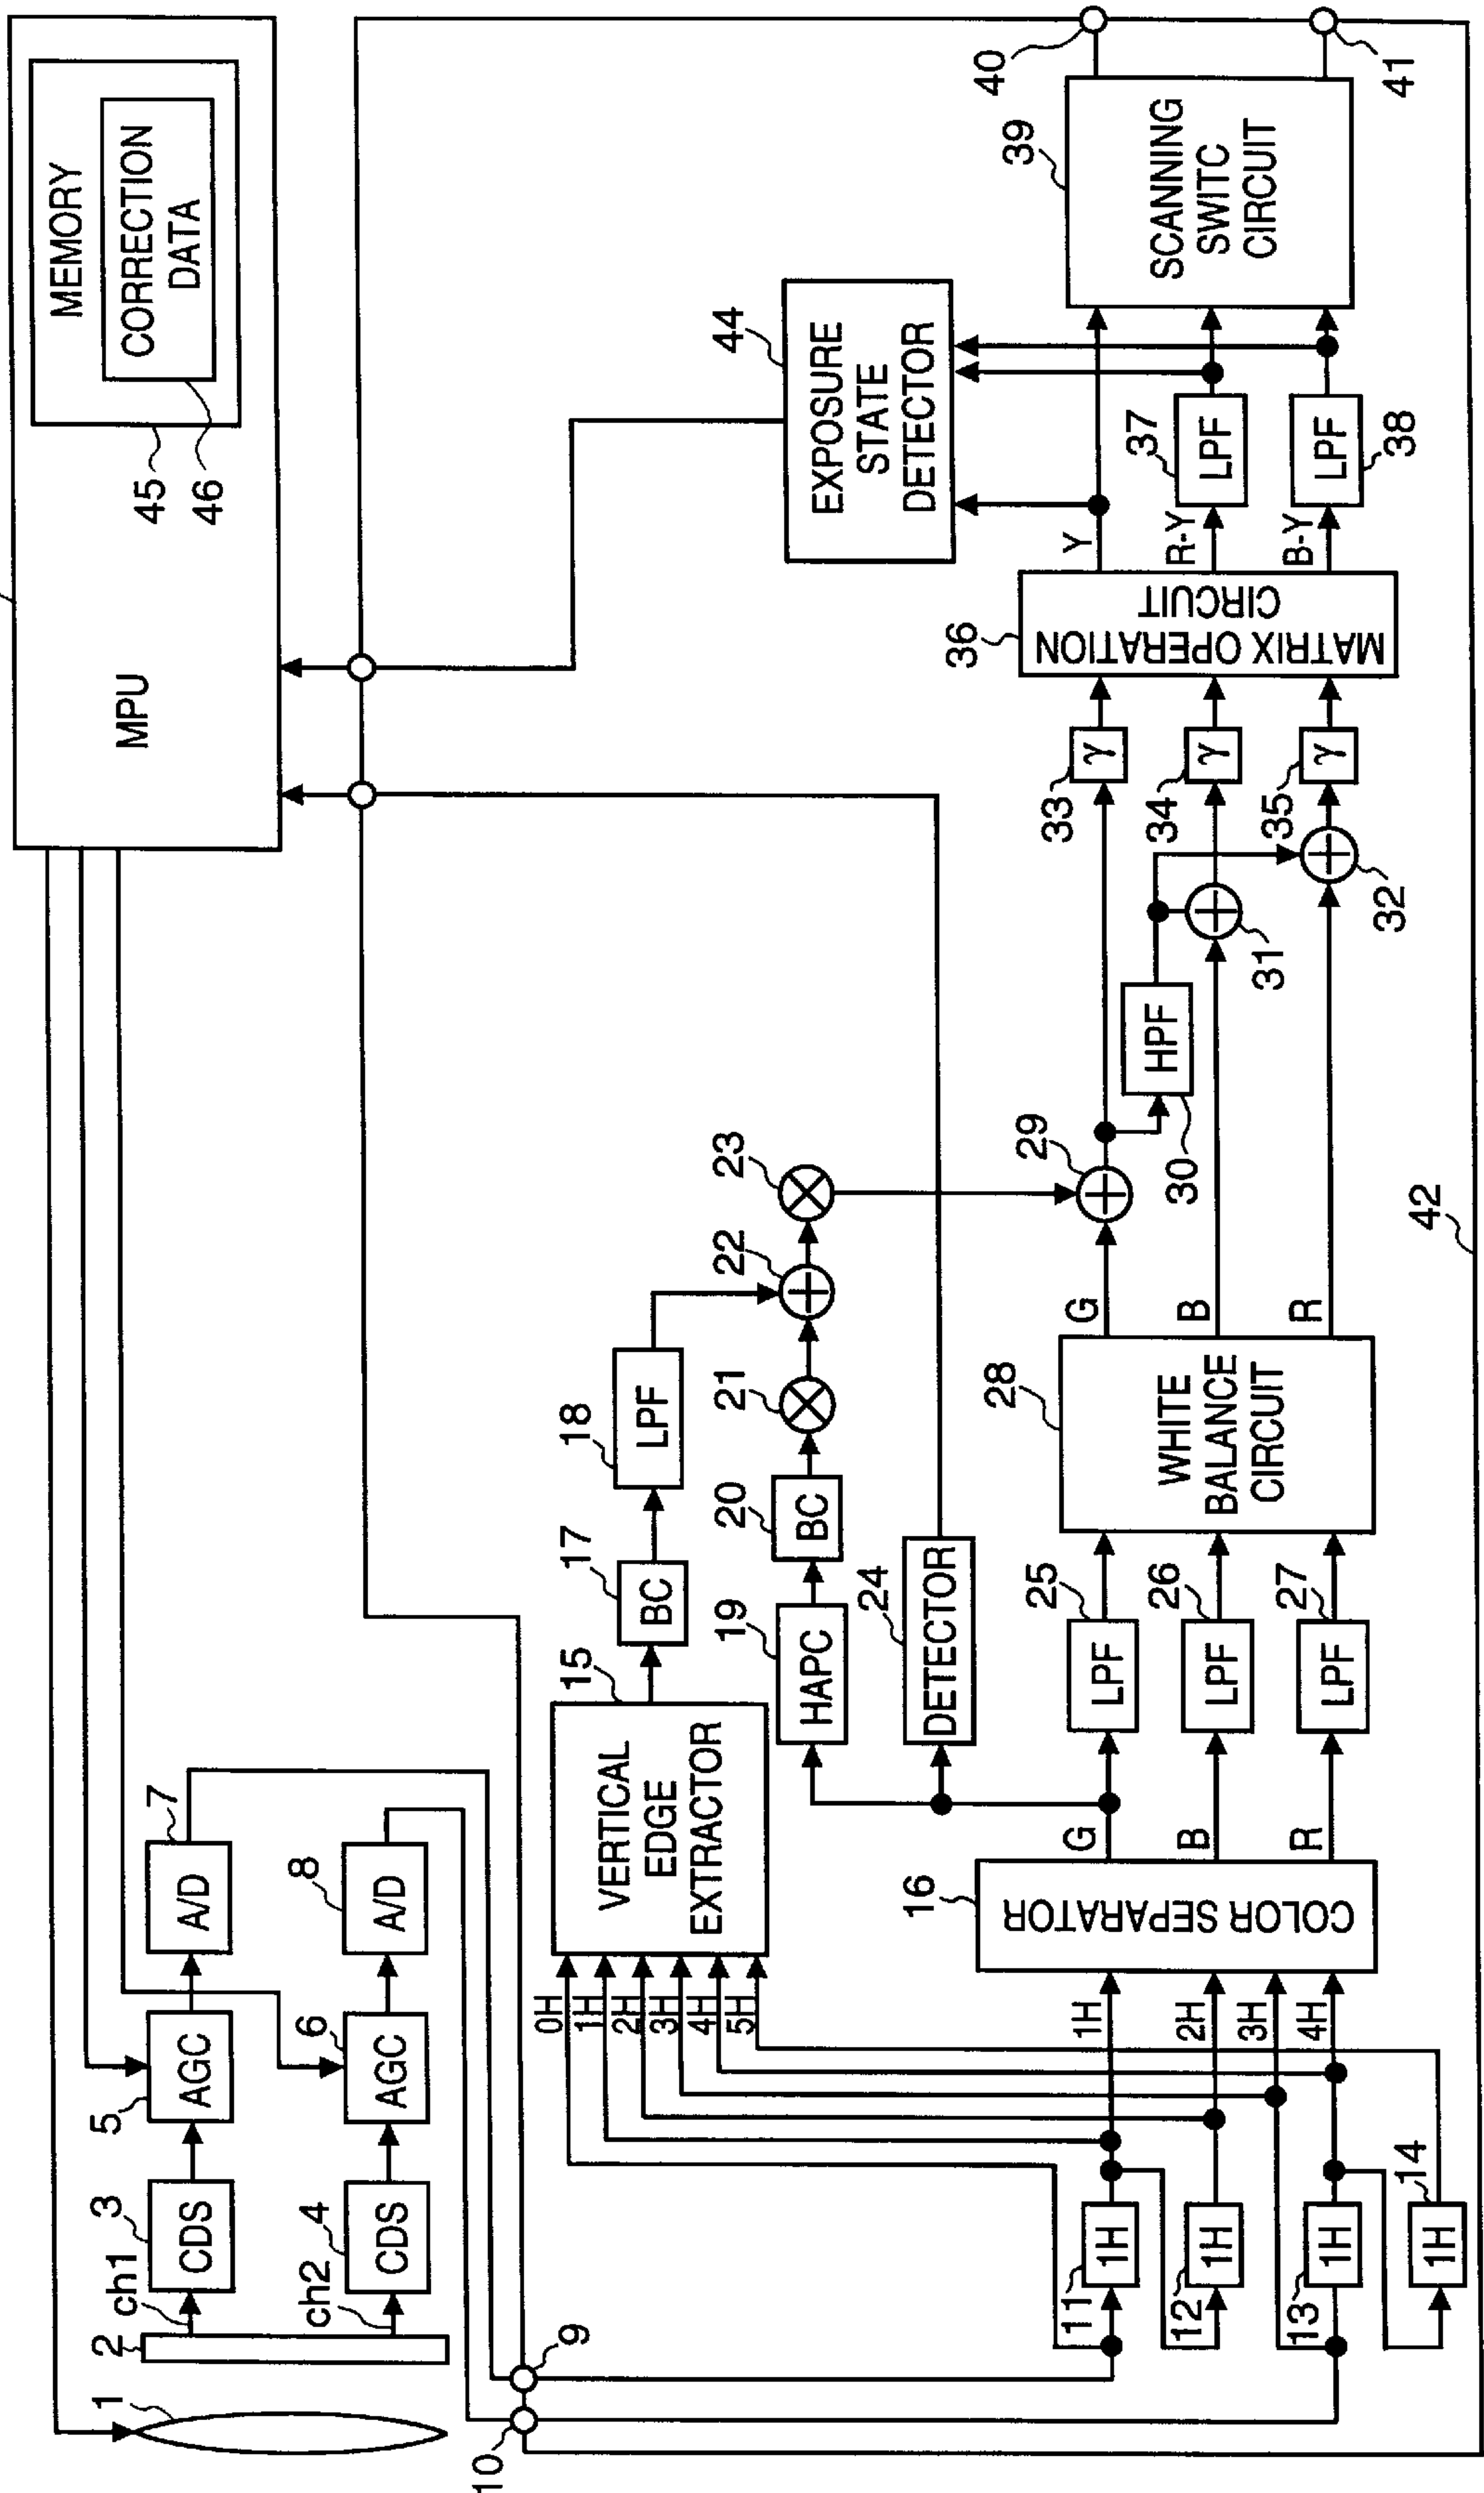 MPU
MEMORY
CORRECTION
DATA
45
46
1
2
ch1
3
CDS
5
AGC
7
A/D
ch2
4
CDS
6
AGC
8
A/D
10
9
0H
1H
2H
3H
4H
5H
VERTICAL
EDGE
EXTRACTOR
15
BC
17
LPF
18
HAPC
19
BC
20
21
22
23
DETECTOR
24
EXPOSURE
STATE
DETECTOR
44
11
1H
12
1H
13
1H
14
1H
1H
2H
3H
4H
16
COLOR SEPARATOR
G
B
R
LPF
25
LPF
26
LPF
27
WHITE
BALANCE
CIRCUIT
28
G
B
R
29
HPF
30
31
32
33
γ
34
γ
35
γ
36
MATRIX OPERATION
CIRCUIT
Y
R-Y
B-Y
37
LPF
38
LPF
SCANNING
SWITC
CIRCUIT
39
40
41
42